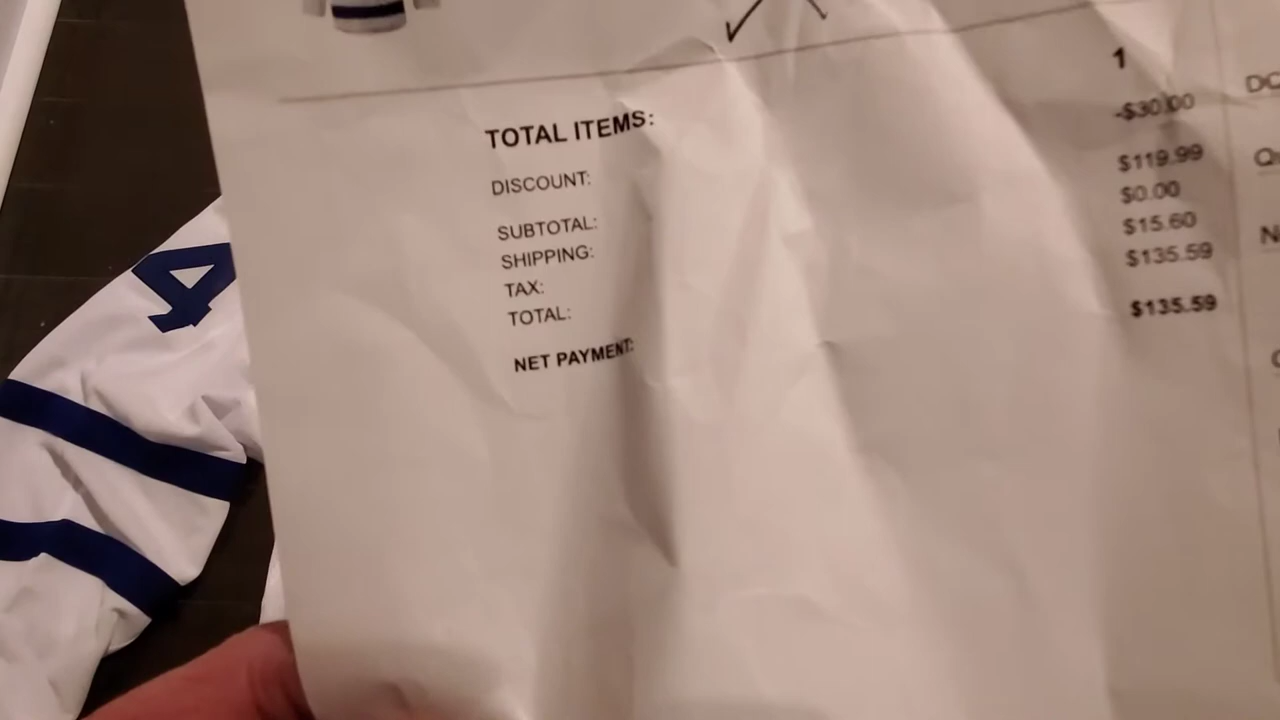 4
TOTAL ITEMS: 1
DISCOUNT: -$30.00
SUBTOTAL: $119.99
SHIPPING: $0.00
TAX: $15.60
TOTAL: $135.59
NET PAYMENT: $135.59